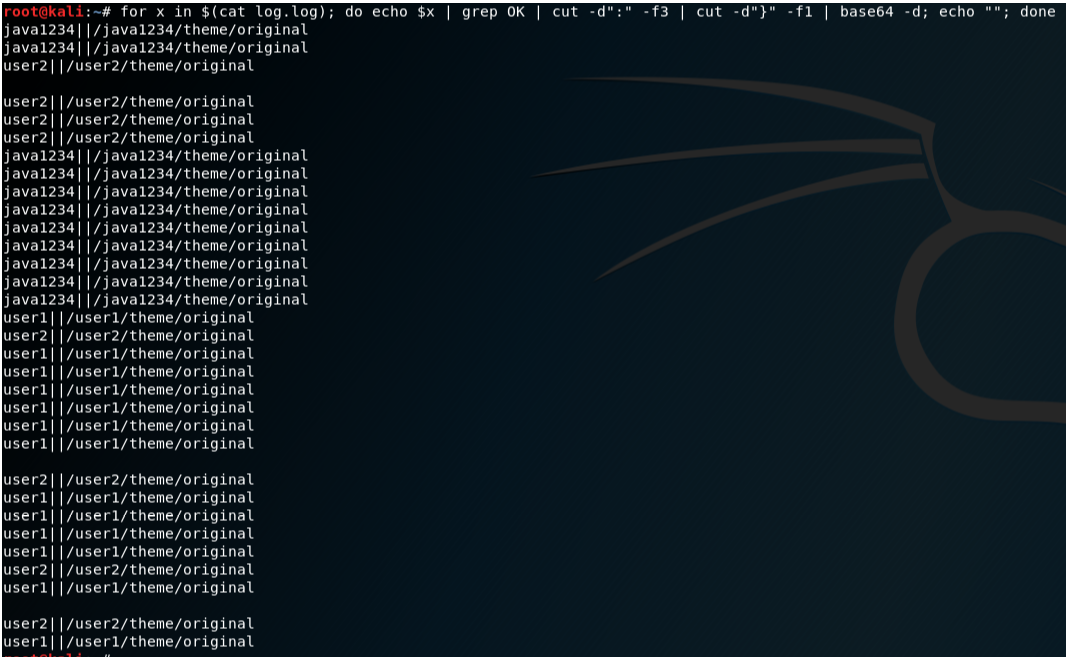 root@kali:~# for x in $(cat log.log); do echo $x | grep OK | cut -d":" -f3 | cut -d"}" -f1 | base64 -d; echo ""; done
java1234||/java1234/theme/original
java1234||/java1234/theme/original
user2||/user2/theme/original

user2||/user2/theme/original
user2||/user2/theme/original
user2||/user2/theme/original
java1234||/java1234/theme/original
java1234||/java1234/theme/original
java1234||/java1234/theme/original
java1234||/java1234/theme/original
java1234||/java1234/theme/original
java1234||/java1234/theme/original
java1234||/java1234/theme/original
java1234||/java1234/theme/original
java1234||/java1234/theme/original
user1||/user1/theme/original
user2||/user2/theme/original
user1||/user1/theme/original
user1||/user1/theme/original
user1||/user1/theme/original
user1||/user1/theme/original
user1||/user1/theme/original
user1||/user1/theme/original

user2||/user2/theme/original
user1||/user1/theme/original
user1||/user1/theme/original
user1||/user1/theme/original
user1||/user1/theme/original
user2||/user2/theme/original
user1||/user1/theme/original

user2||/user2/theme/original
user1||/user1/theme/original